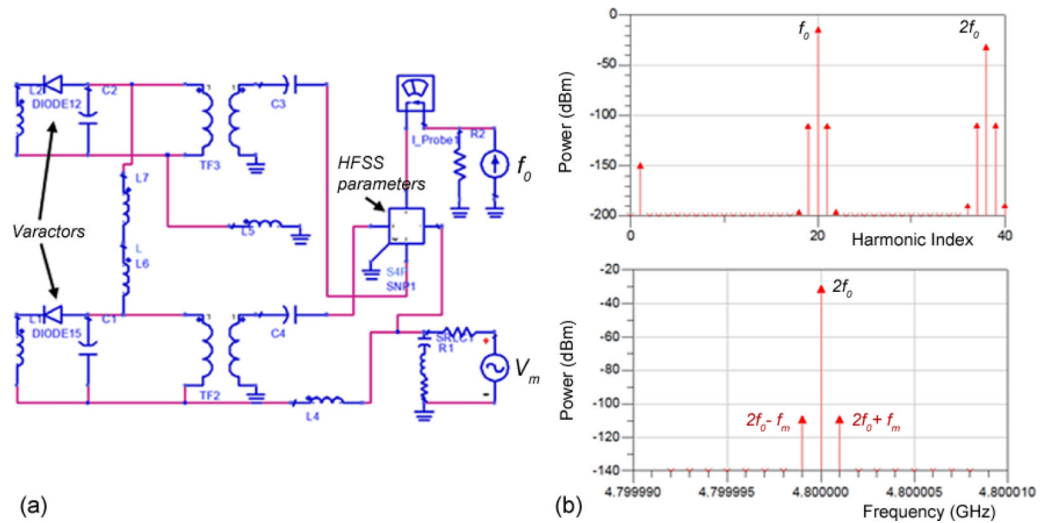 L2
DIODE12
C2
TF3
C3
I_Probe1
R2
f₀
HFSS
parameters
Varactors
L7
L
L6
L5
S4P
SNP1
L1
DIODE15
C1
TF2
C4
L4
SRLC1
R1
+
-
Vₘ
(a)
Power (dBm)
0
-50
-100
-150
-200
f₀
2f₀
0
20
40
Harmonic Index
Power (dBm)
-20
-40
-60
-80
-100
-120
-140
2f₀
2f₀- fₘ
2f₀+ fₘ
4.799990
4.799995
4.800000
4.800005
4.800010
Frequency (GHz)
(b)